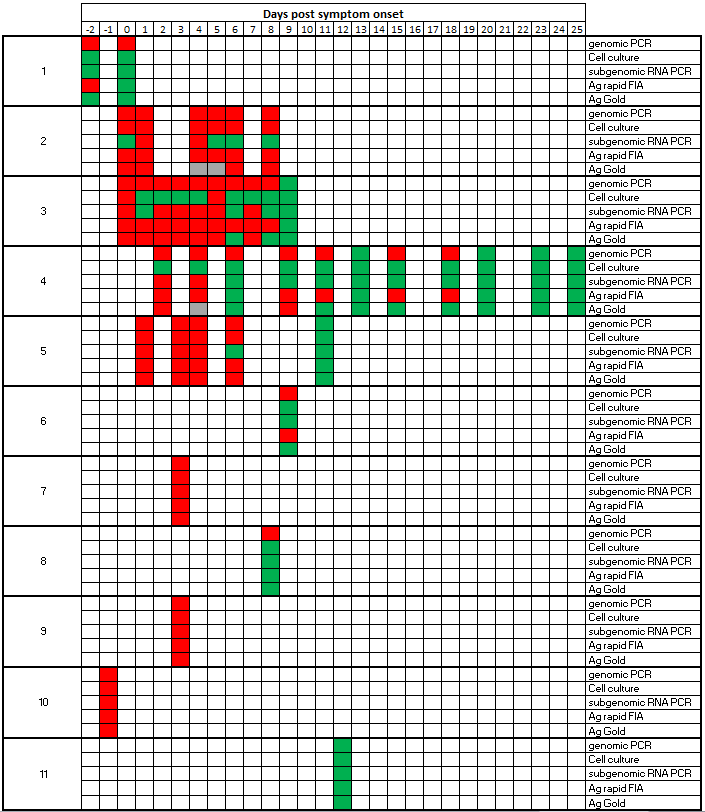 Days post symptom onset
-2 -1 0 1 2 3 4 5 6 7 8 9 10 11 12 13 14 15 16 17 18 19 20 21 22 23 24 25
genomic PCR
Cell culture
1 subgenomic RNA PCR
Ag rapid FIA
Ag Gold
genomic PCR
Cell culture
2 subgenomic RNA PCR
Ag rapid FIA
Ag Gold
genomic PCR
Cell culture
3 subgenomic RNA PCR
Ag rapid FIA
Ag Gold
genomic PCR
Cell culture
4 subgenomic RNA PCR
Ag rapid FIA
Ag Gold
genomic PCR
Cell culture
5 subgenomic RNA PCR
Ag rapid FIA
Ag Gold
genomic PCR
Cell culture
6 subgenomic RNA PCR
Ag rapid FIA
Ag Gold
genomic PCR
Cell culture
7 subgenomic RNA PCR
Ag rapid FIA
Ag Gold
genomic PCR
Cell culture
8 subgenomic RNA PCR
Ag rapid FIA
Ag Gold
genomic PCR
Cell culture
9 subgenomic RNA PCR
Ag rapid FIA
Ag Gold
genomic PCR
Cell culture
10 subgenomic RNA PCR
Ag rapid FIA
Ag Gold
genomic PCR
Cell culture
11 subgenomic RNA PCR
Ag rapid FIA
Ag Gold